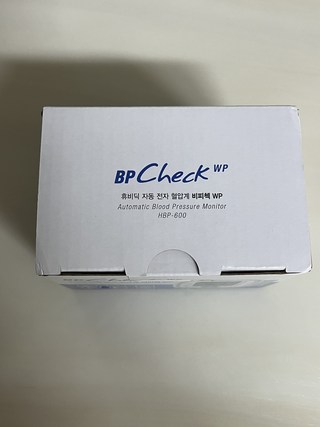 BP Check WP
휴비딕 자동 전자 혈압계 비피첵 WP
Automatic Blood Pressure Monitor
HBP-600